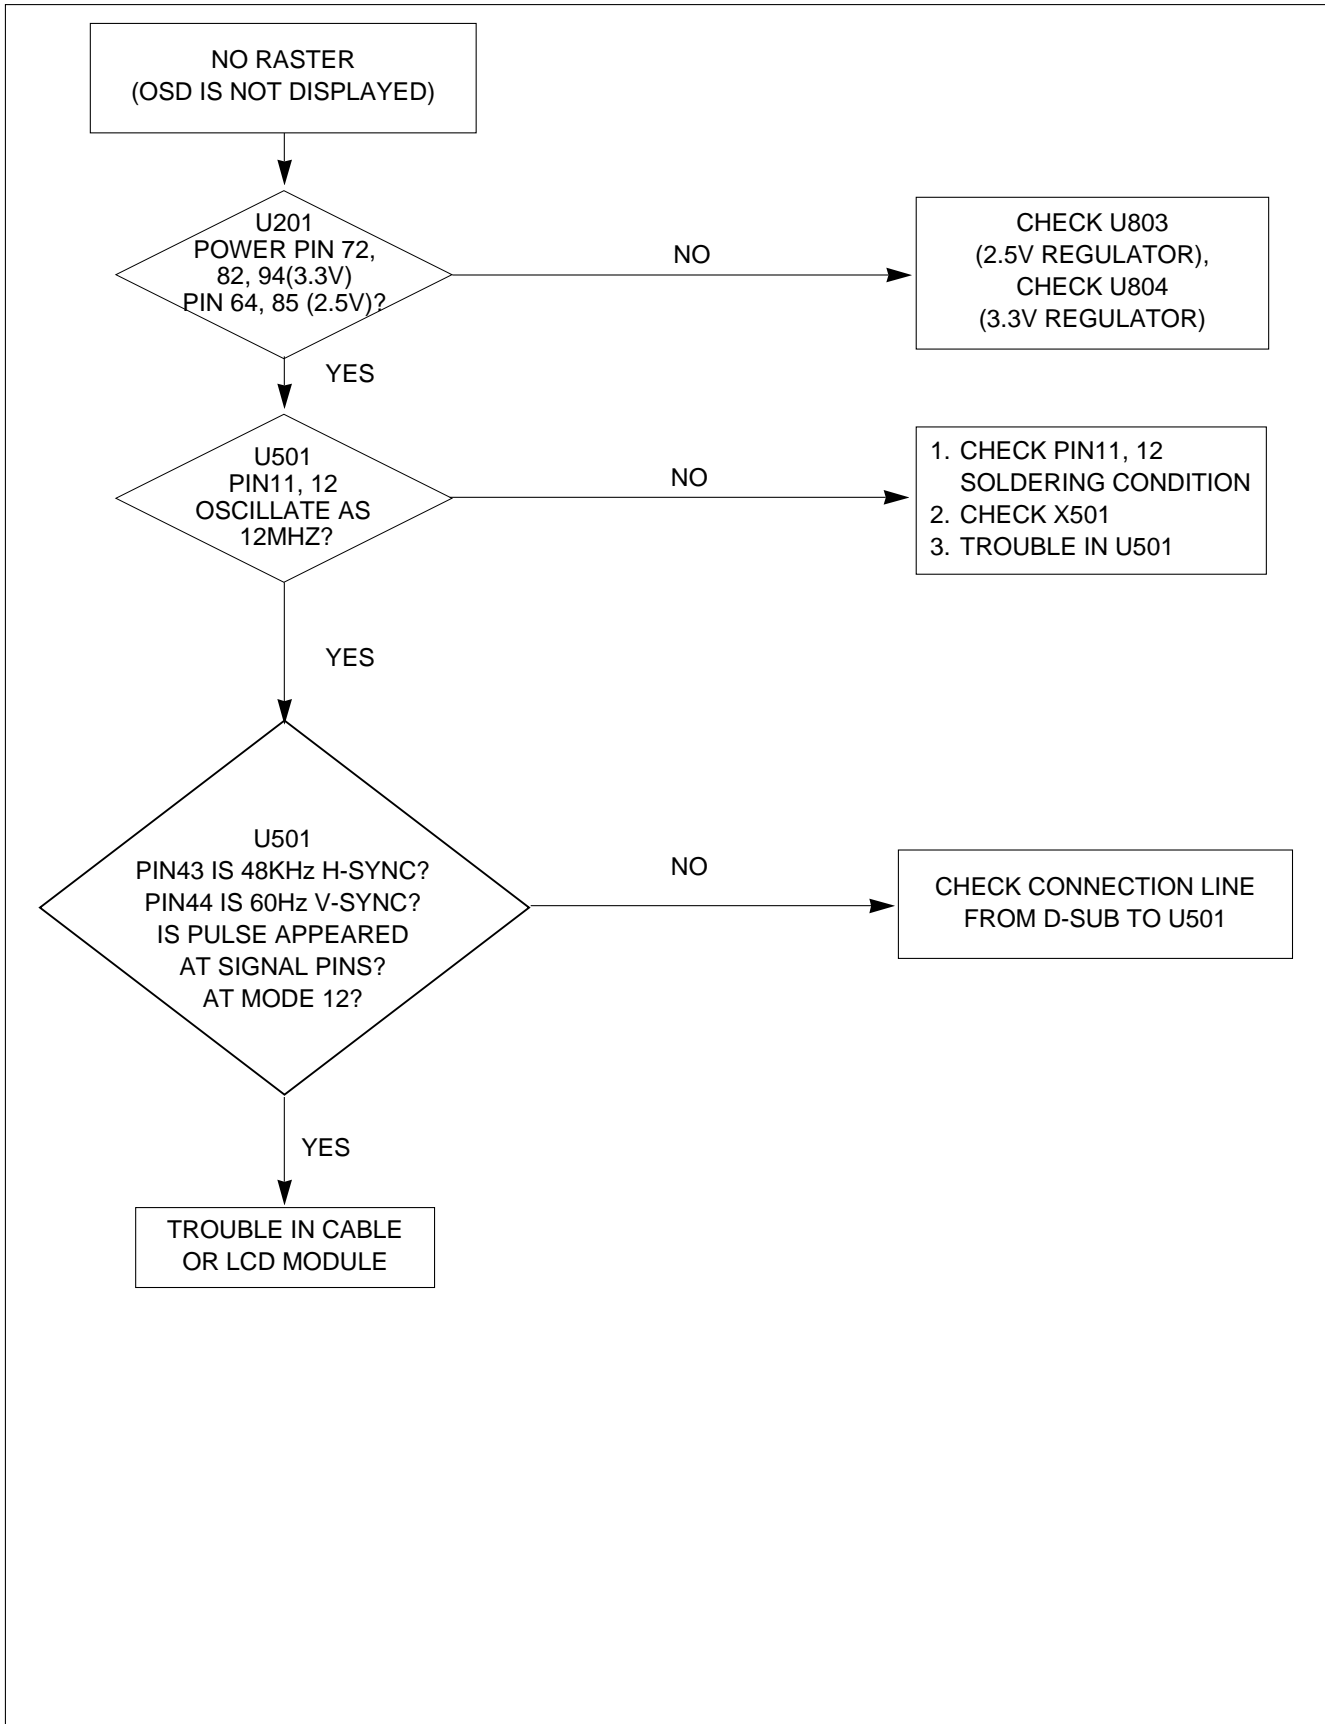 NO RASTER
(OSD IS NOT DISPLAYED)
U201
POWER PIN 72,
82, 94(3.3V)
PIN 64, 85 (2.5V)?
NO
CHECK U803
(2.5V REGULATOR),
CHECK U804
(3.3V REGULATOR)
YES
U501
PIN11, 12
OSCILLATE AS
12MHZ?
NO
1. CHECK PIN11, 12
SOLDERING CONDITION
2. CHECK X501
3. TROUBLE IN U501
YES
U501
PIN43 IS 48KHz H-SYNC?
PIN44 IS 60Hz V-SYNC?
IS PULSE APPEARED
AT SIGNAL PINS?
AT MODE 12?
NO
CHECK CONNECTION LINE
FROM D-SUB TO U501
YES
TROUBLE IN CABLE
OR LCD MODULE